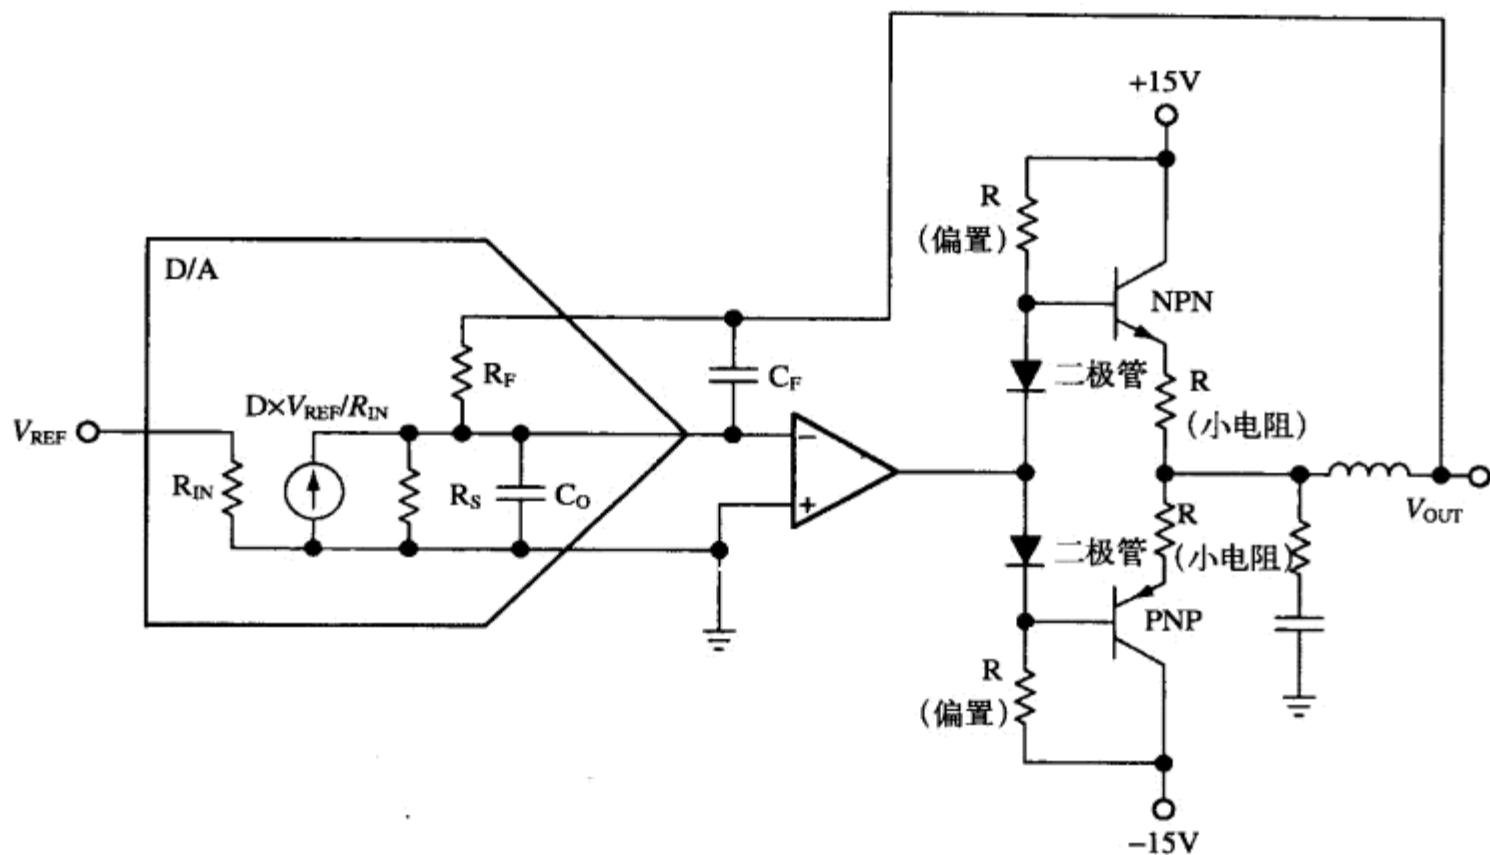 +15V
R
(偏置)
D/A
NPN
R_F
C_F
二极管
R
(小电阻)
D×V_REF/R_IN
V_REF
R_IN
R_S
C_O
−
+
V_OUT
R
(小电阻)
二极管
PNP
R
(偏置)
−15V